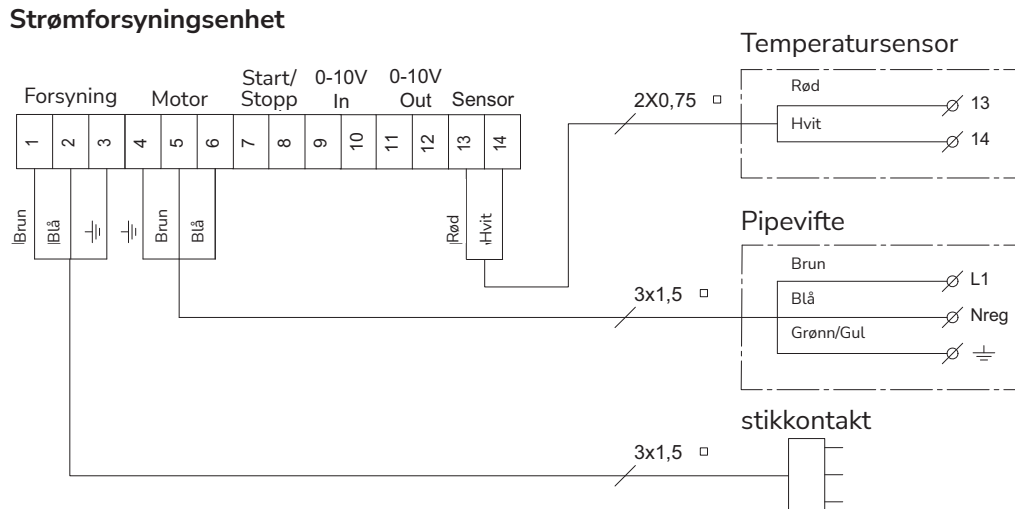 Strømforsyningsenhet
Forsyning Motor Start/ Stopp 0-10V In 0-10V Out Sensor
1 2 3 4 5 6 7 8 9 10 11 12 13 14
Brun Blå Brun Blå Rød Hvit
2X0,75
Temperatursensor
Rød 13
Hvit 14
3x1,5
Pipevifte
Brun L1
Blå Nreg
Grønn/Gul
3x1,5
stikkontakt